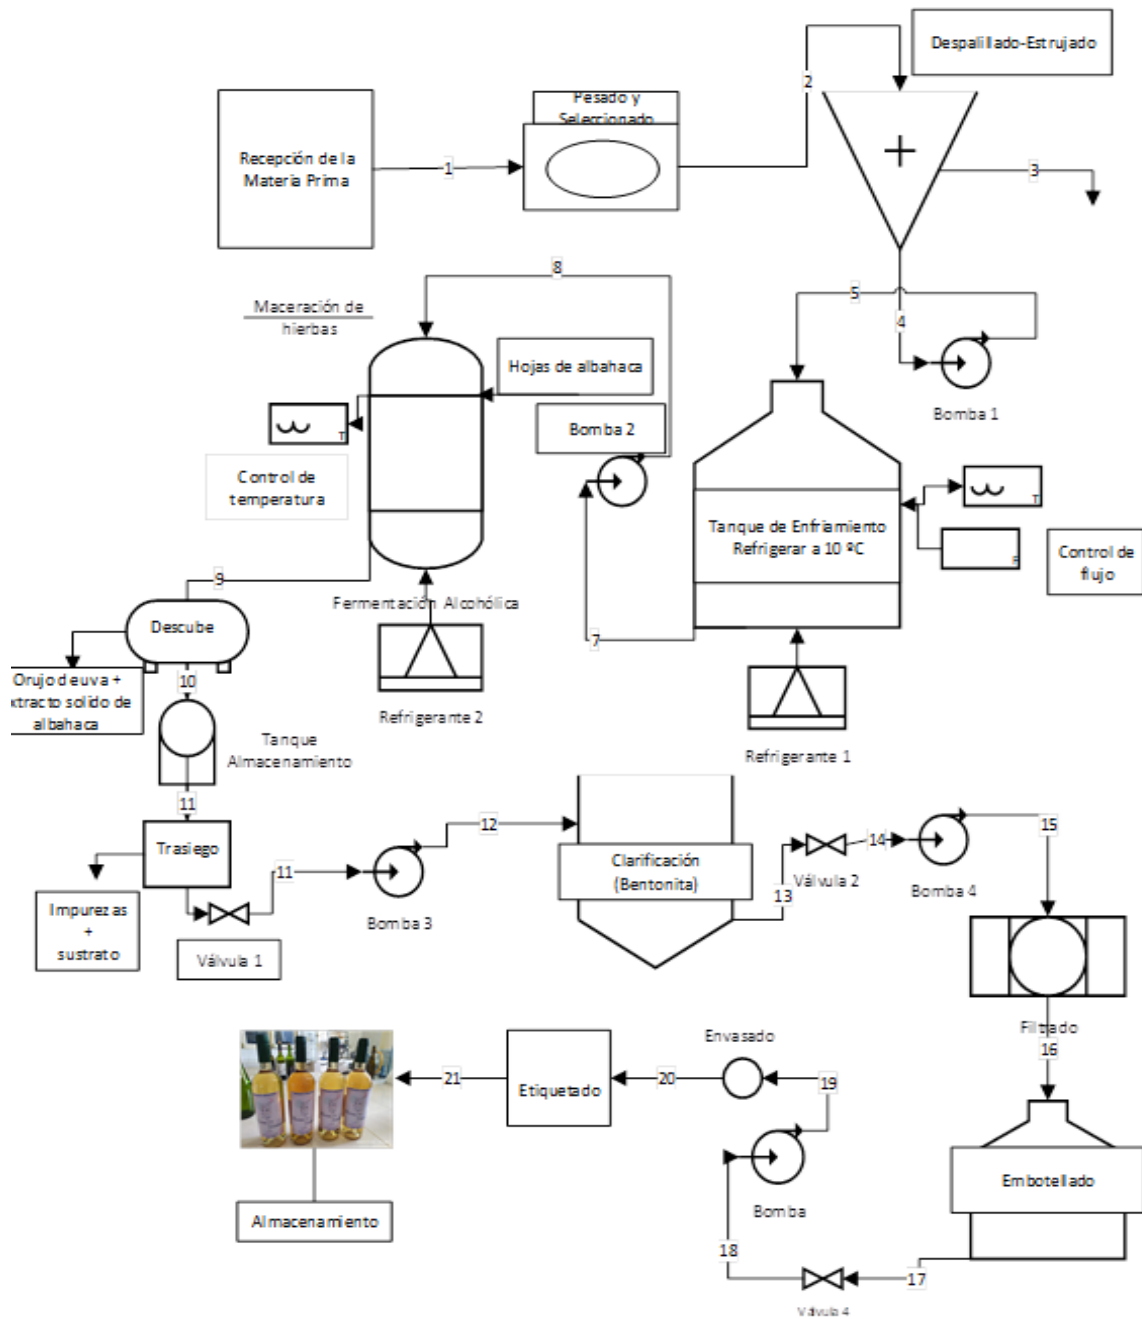 Despalillado-Estrujado
2
Pesado y
Seleccionado
Recepción de la
Materia Prima
1
3
8
5
4
Maceración de
hierbas
Hojas de albahaca
Bomba 1
Bomba 2
T
Control de
temperatura
T
Tanque de Enfriamiento
Refrigerar a 10 ºC
F
Control de
flujo
9
Fermentación Alcohólica
Descube
7
Orujo de uva +
xtracto solido de
albahaca
10
Refrigerante 2
Tanque
Almacenamiento
Refrigerante 1
11
12
15
Trasiego
Clarificación
(Bentonita)
14
Válvula 2
Bomba 4
11
13
Impurezas
+
sustrato
Bomba 3
Válvula 1
Filtrado
16
Envasado
21
Etiquetado
20
19
Embotellado
Bomba
Almacenamiento
18
17
Válvula 4